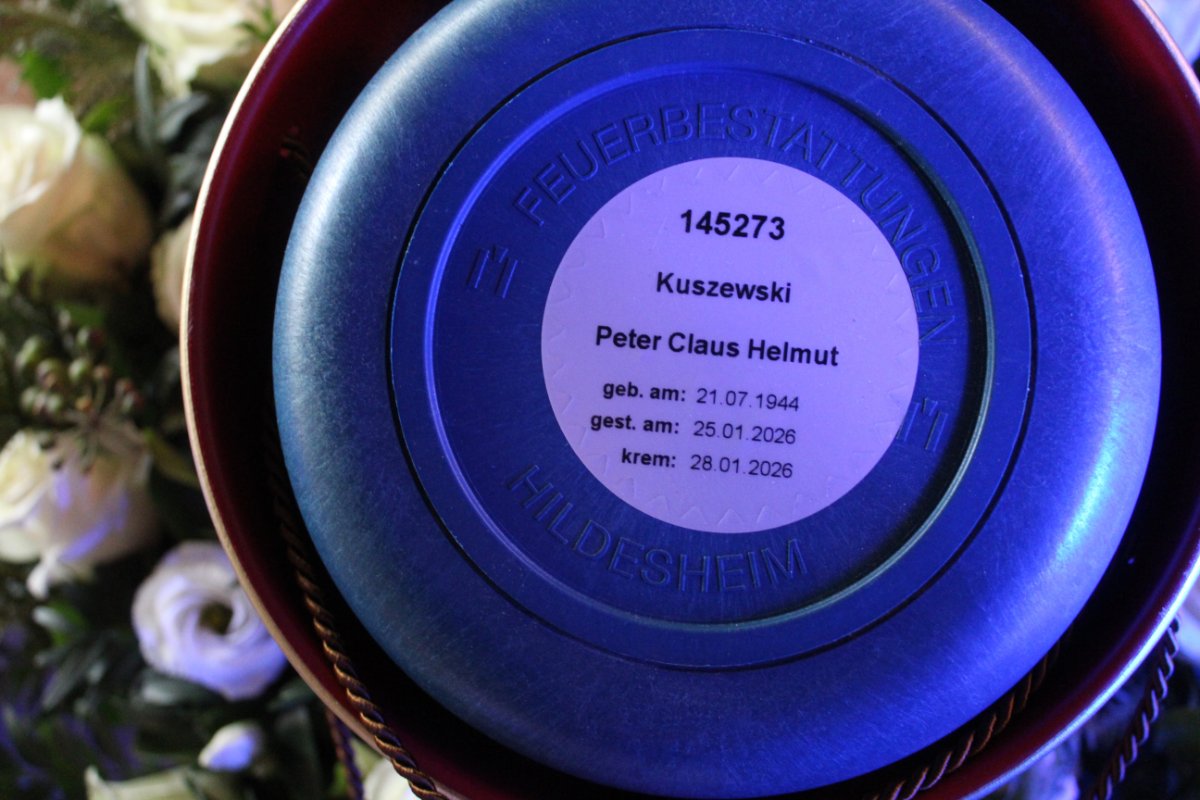 FEUERBESTATTUNGEN
145273
Kuszewski
Peter Claus Helmut
geb. am: 21.07.1944
gest. am: 25.01.2026
krem: 28.01.2026
HILDESHEIM